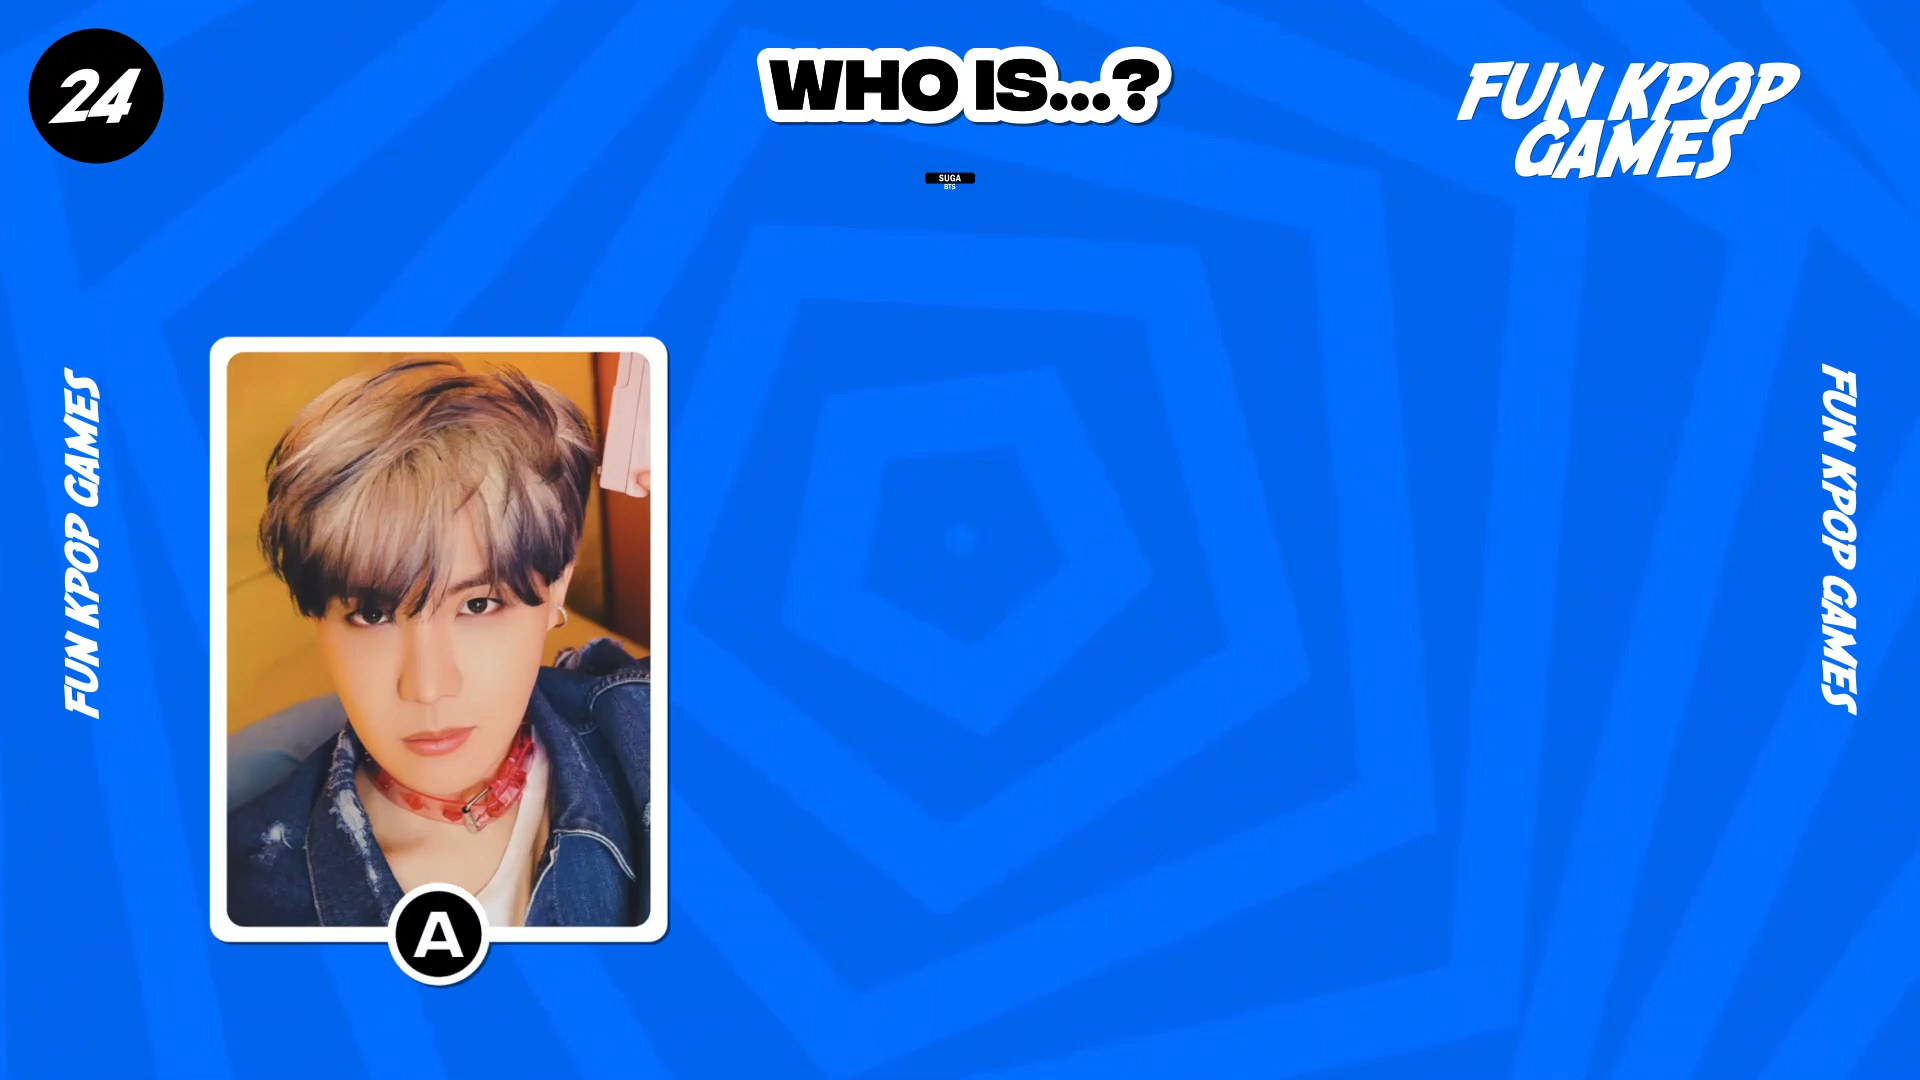 24
WHO IS...?
FUN KPOP
GAMES
SUGA
BTS
FUN KPOP GAMES
FUN KPOP GAMES
A